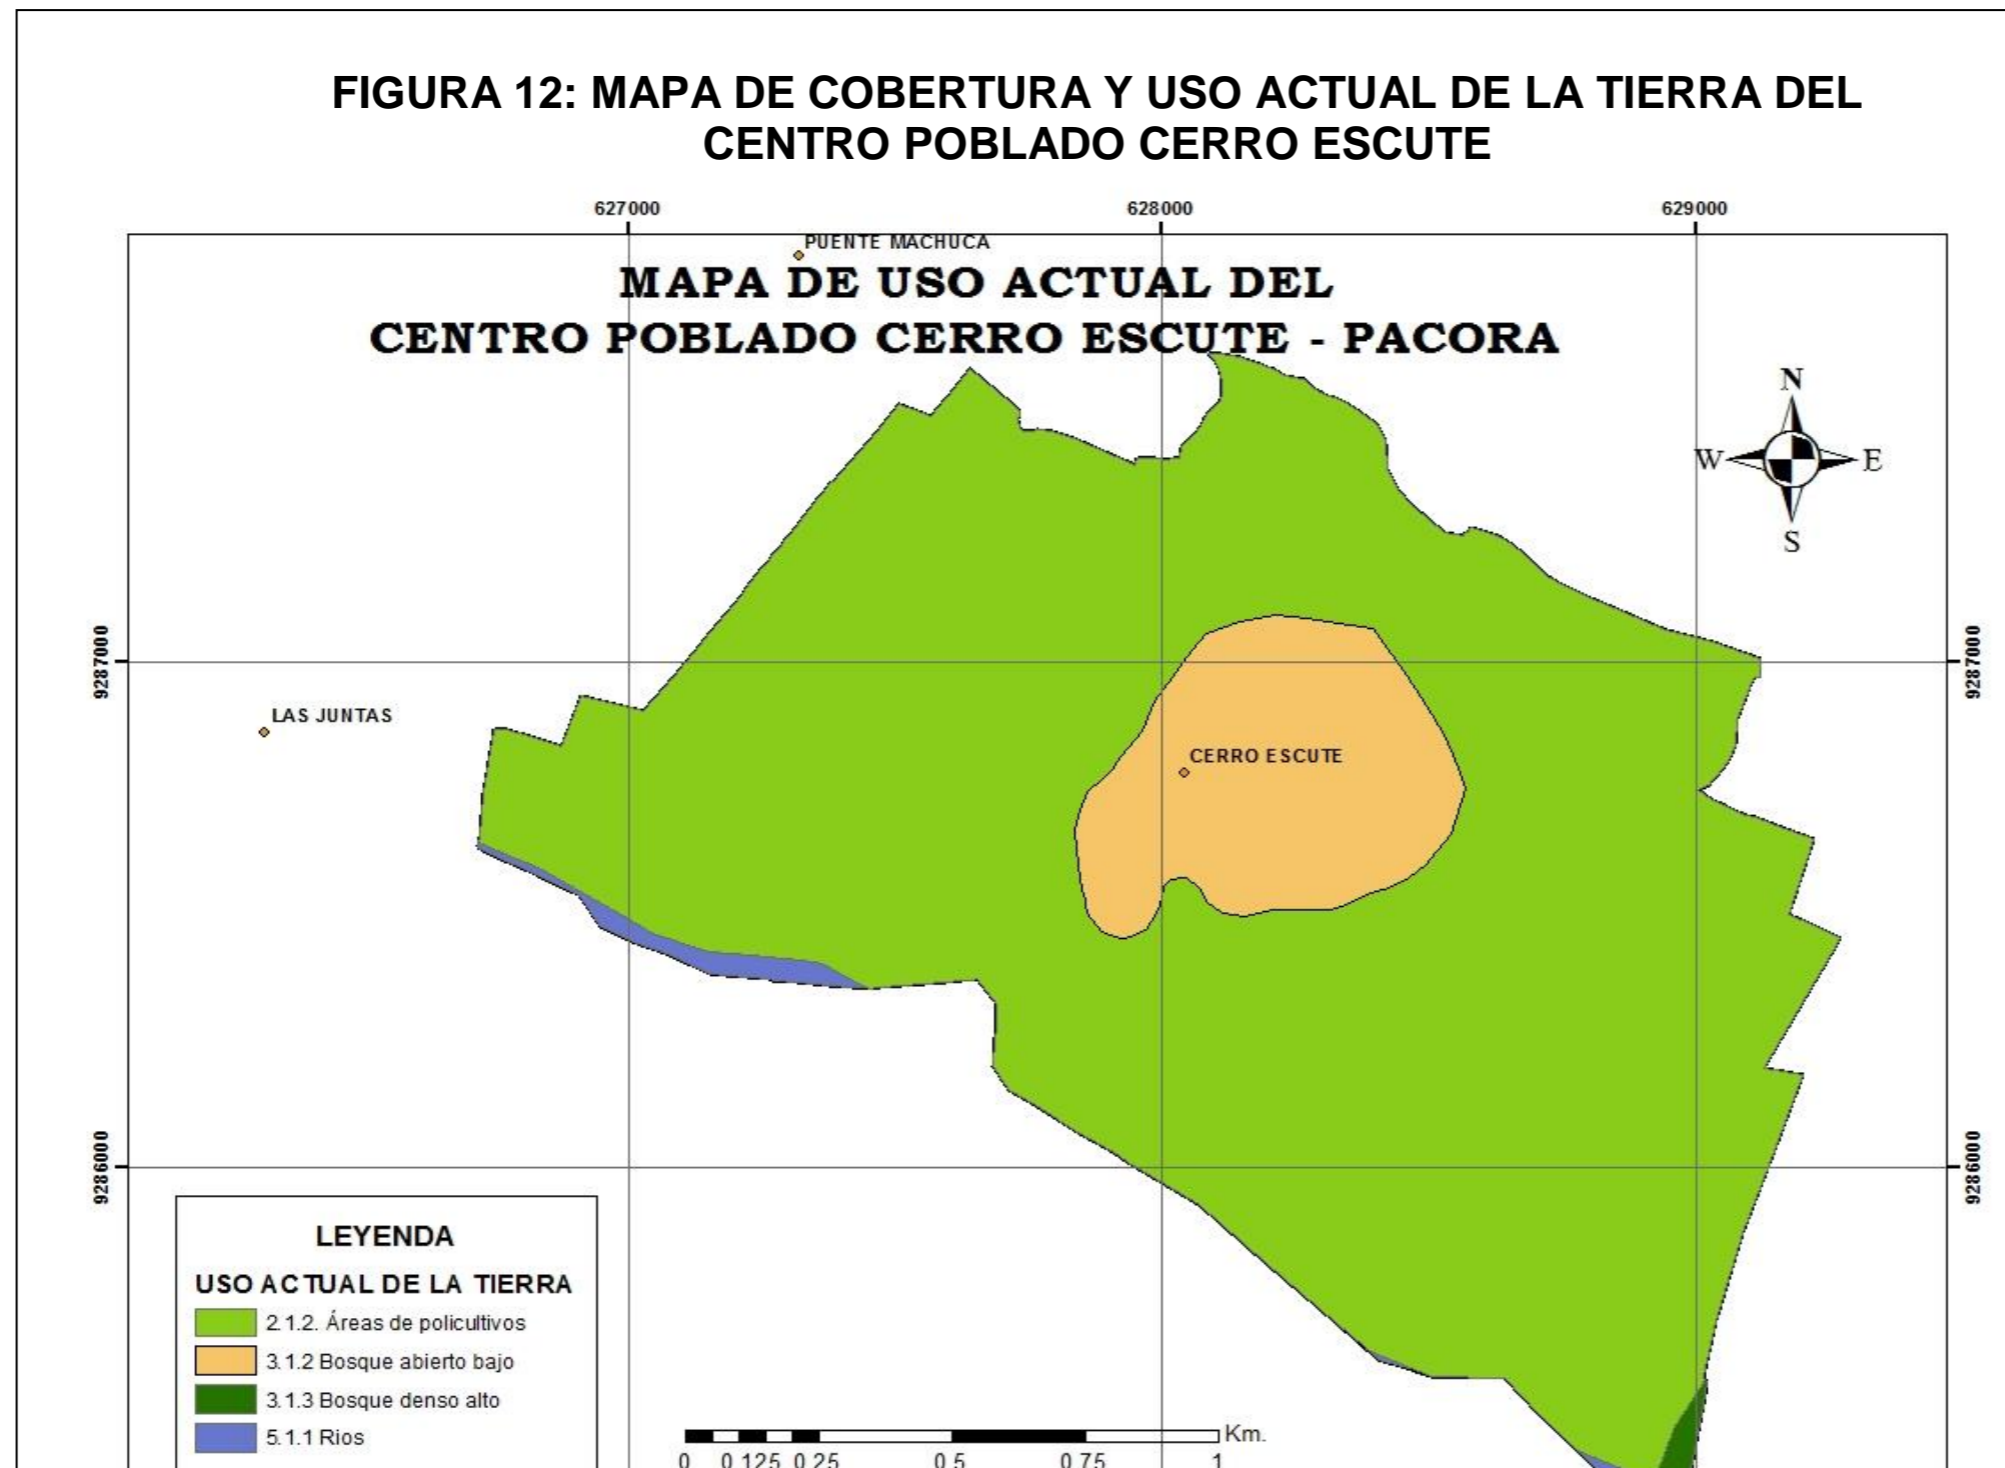 FIGURA 12: MAPA DE COBERTURA Y USO ACTUAL DE LA TIERRA DEL
CENTRO POBLADO CERRO ESCUTE
627000 628000 629000
PUENTE MACHUCA
MAPA DE USO ACTUAL DEL
CENTRO POBLADO CERRO ESCUTE - PACORA
N
W E
S
9287000 9287000
LAS JUNTAS
CERRO ESCUTE
9286000 9286000
LEYENDA
USO ACTUAL DE LA TIERRA
2.1.2. Áreas de policultivos
3.1.2 Bosque abierto bajo
3.1.3 Bosque denso alto
5.1.1 Rios
Km.
0 0.125 0.25 0.5 0.75 1